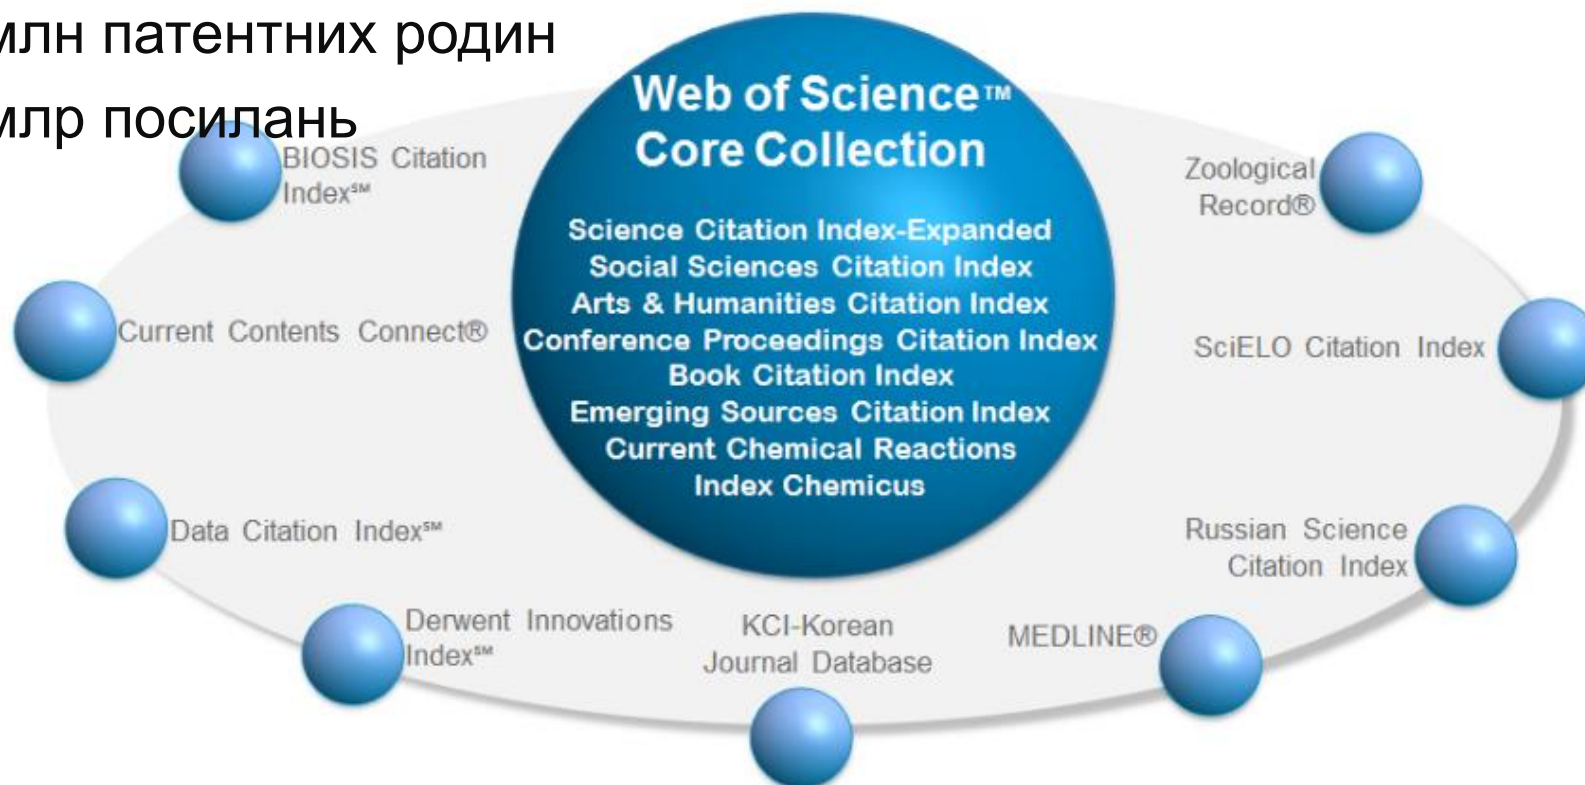 млн патентних родин
млр посилань
Web of Science™
Core Collection
Science Citation Index-Expanded
Social Sciences Citation Index
Arts & Humanities Citation Index
Conference Proceedings Citation Index
Book Citation Index
Emerging Sources Citation Index
Current Chemical Reactions
Index Chemicus
BIOSIS Citation
Index℠
Current Contents Connect®
Data Citation Index℠
Derwent Innovations
Index℠
KCI-Korean
Journal Database
MEDLINE®
Russian Science
Citation Index
SciELO Citation Index
Zoological
Record®